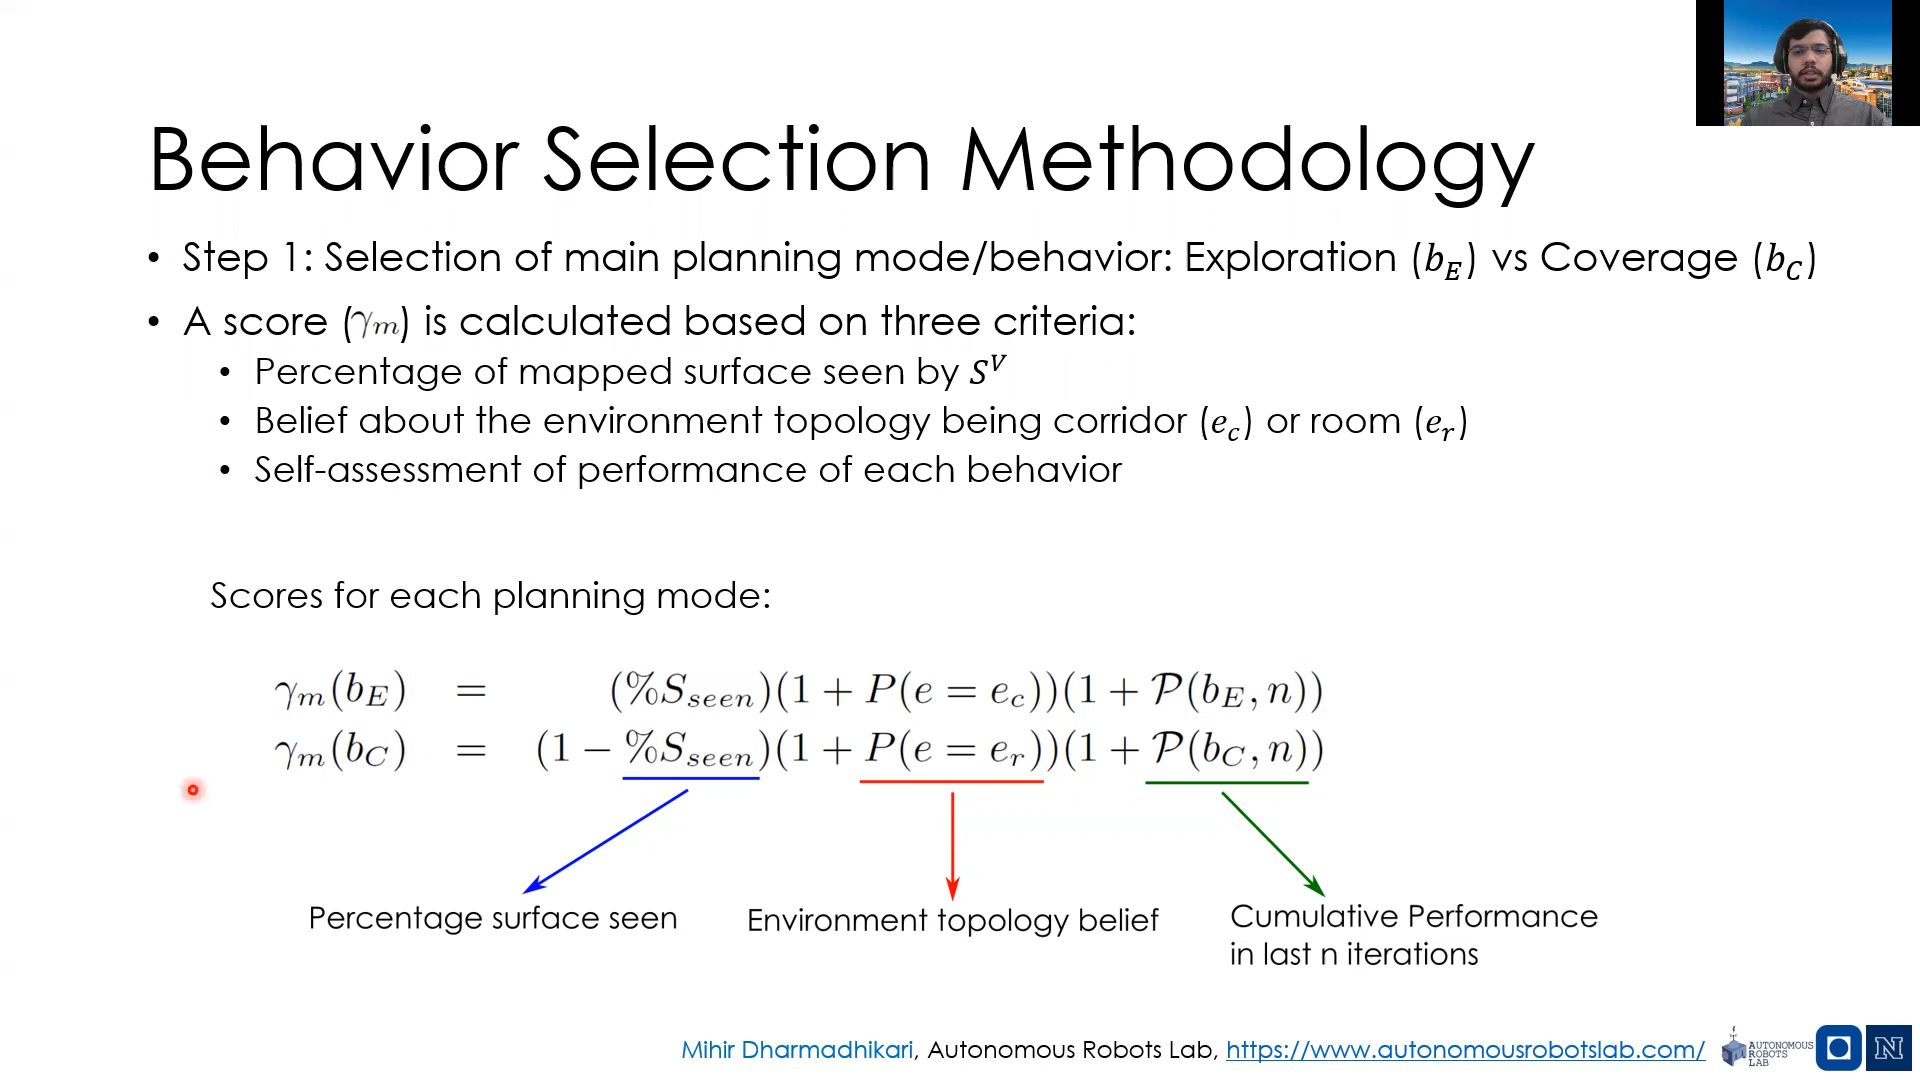 Behavior Selection Methodology
• Step 1: Selection of main planning mode/behavior: Exploration (b_E) vs Coverage (b_C)
• A score (γ_m) is calculated based on three criteria:
• Percentage of mapped surface seen by S^V
• Belief about the environment topology being corridor (e_c) or room (e_r)
• Self-assessment of performance of each behavior
Scores for each planning mode:
γ_m(b_E) = (%S_seen)(1 + P(e = e_c))(1 + 𝒫(b_E, n))
γ_m(b_C) = (1 − %S_seen)(1 + P(e = e_r))(1 + 𝒫(b_C, n))
Percentage surface seen
Environment topology belief
Cumulative Performance
in last n iterations
Mihir Dharmadhikari, Autonomous Robots Lab, https://www.autonomousrobotslab.com/
AUTONOMOUS
ROBOTS
LAB
N